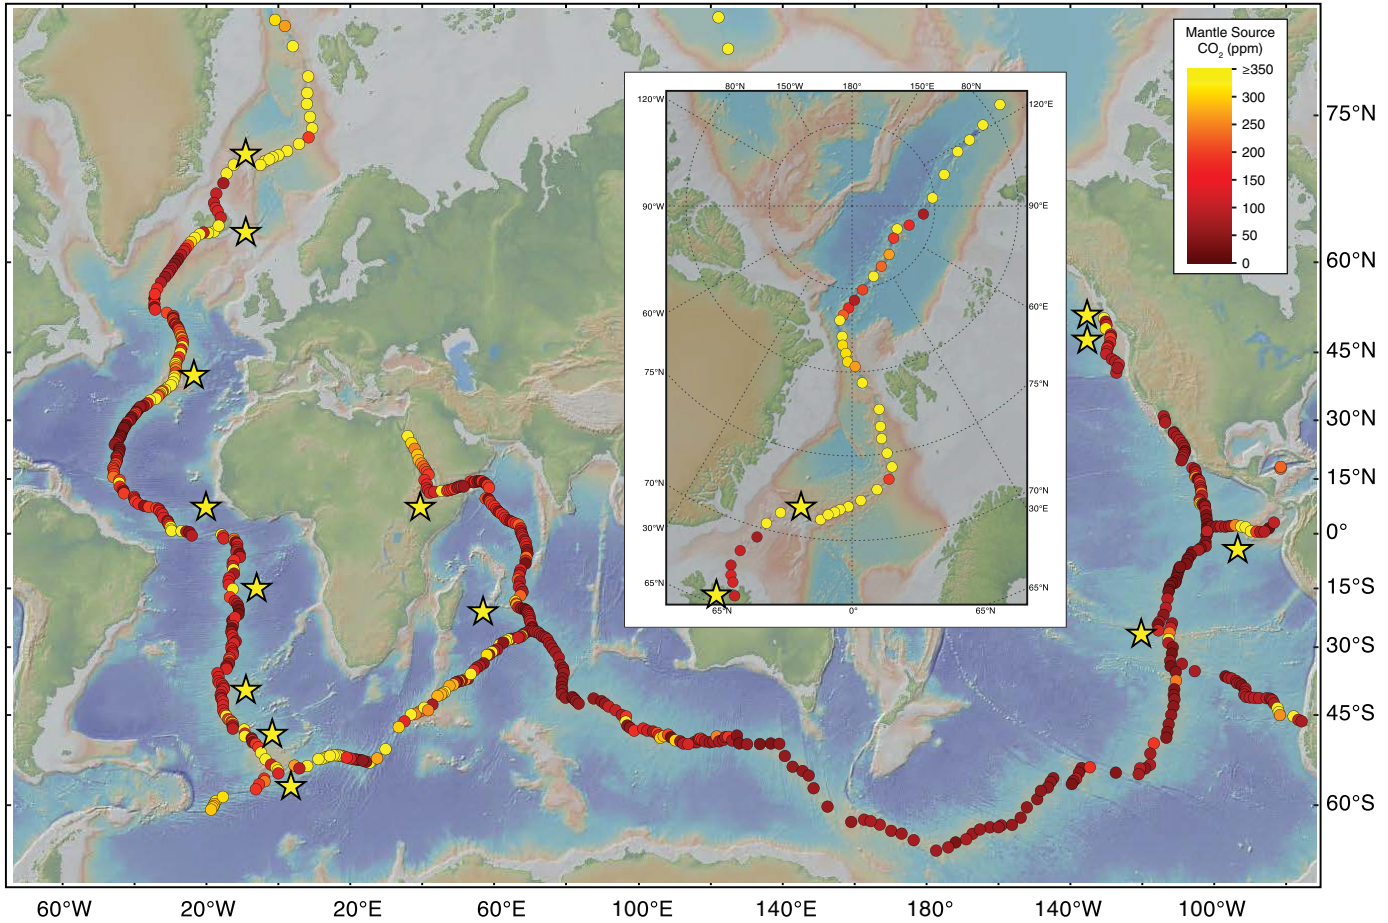 Mantle Source
CO2 (ppm)
≥350
300
250
200
150
100
50
0
80°N 150°W 180° 150°E 80°N
120°W
120°E
90°W
90°E
60°W
60°E
75°W
75°N
70°N
70°N
30°W
30°E
65°N
65°N
65°N 0° 65°N
75°N
60°N
45°N
30°N
15°N
0°
15°S
30°S
45°S
60°S
60°W 20°W 20°E 60°E 100°E 140°E 180° 140°W 100°W